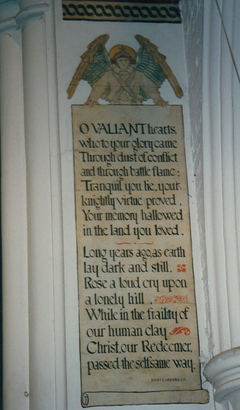 O VALIANT hearts,
who to your glory came
Through dust of conflict
and through battle flame;
Tranquil you lie, your
knightly virtue proved,
Your memory hallowed
in the land you loved.
Long years ago, as earth
lay dark and still,
Rose a loud cry upon
a lonely hill.
While in the frailty of
our human clay
Christ, our Redeemer,
passed the selfsame way.